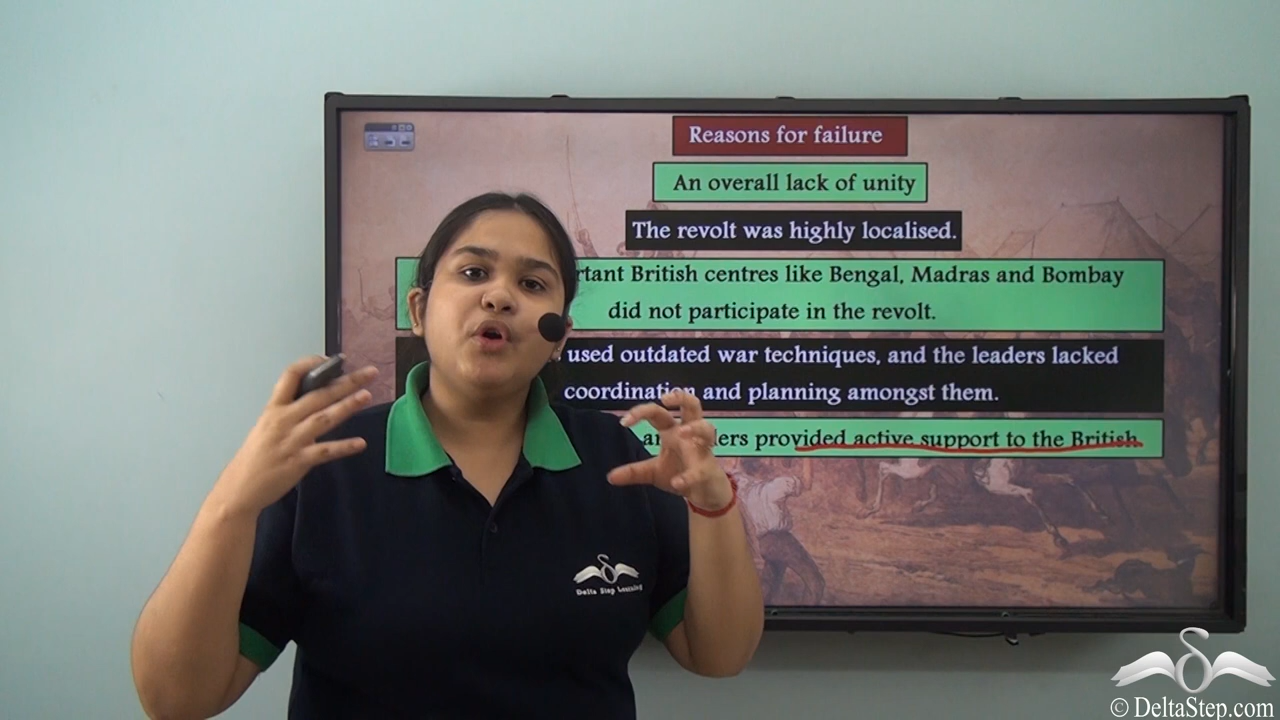 Reasons for failure
An overall lack of unity
The revolt was highly localised.
British centres like Bengal, Madras and Bombay
did not participate in the revolt.
used outdated war techniques, and the leaders lacked
coordination and planning amongst them.
provided active support to the British
Delta Step Learning
© DeltaStep.com